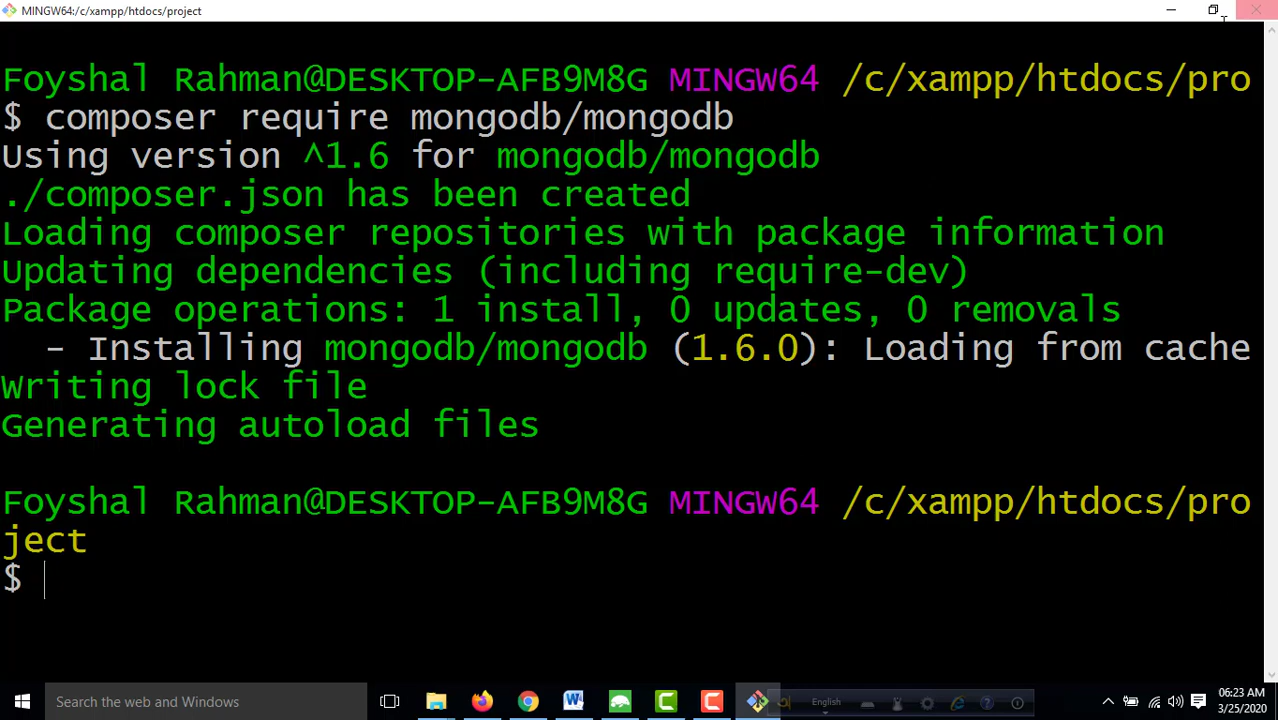 MINGW64:/c/xampp/htdocs/project
Foyshal Rahman@DESKTOP-AFB9M8G MINGW64 /c/xampp/htdocs/pro
$ composer require mongodb/mongodb
Using version ^1.6 for mongodb/mongodb
./composer.json has been created
Loading composer repositories with package information
Updating dependencies (including require-dev)
Package operations: 1 install, 0 updates, 0 removals
- Installing mongodb/mongodb (1.6.0): Loading from cache
Writing lock file
Generating autoload files
Foyshal Rahman@DESKTOP-AFB9M8G MINGW64 /c/xampp/htdocs/pro
ject
$
Search the web and Windows
English
06:23 AM
3/25/2020